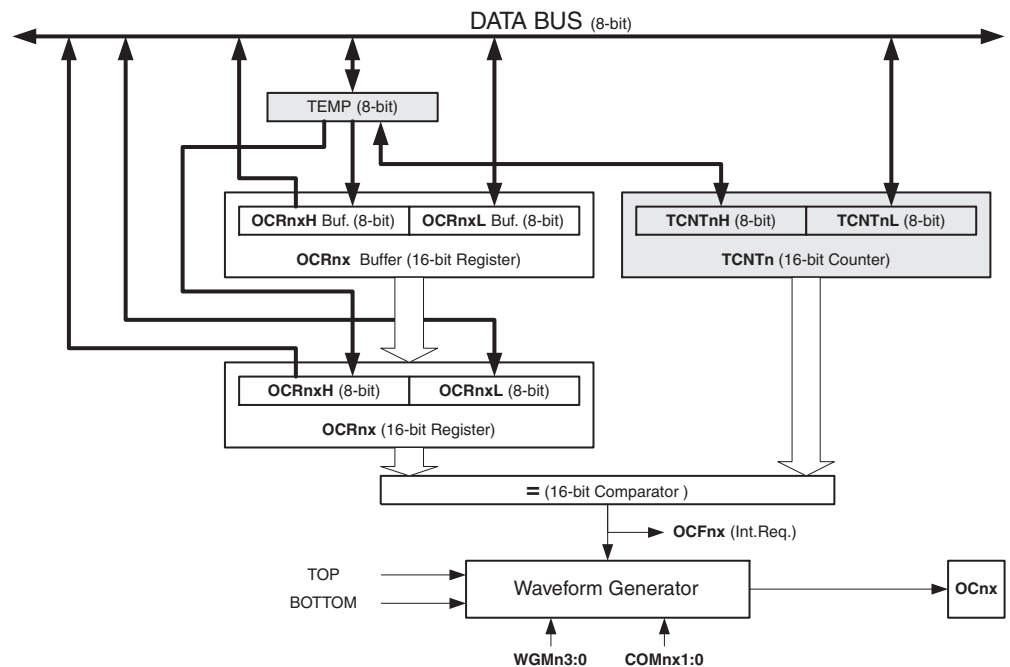 DATA BUS (8-bit)
TEMP (8-bit)
OCRnxH Buf. (8-bit)
OCRnxL Buf. (8-bit)
TCNTnH (8-bit)
TCNTnL (8-bit)
OCRnx Buffer (16-bit Register)
TCNTn (16-bit Counter)
OCRnxH (8-bit)
OCRnxL (8-bit)
OCRnx (16-bit Register)
= (16-bit Comparator )
OCFnx (Int.Req.)
TOP
BOTTOM
Waveform Generator
OCnx
WGMn3:0
COMnx1:0